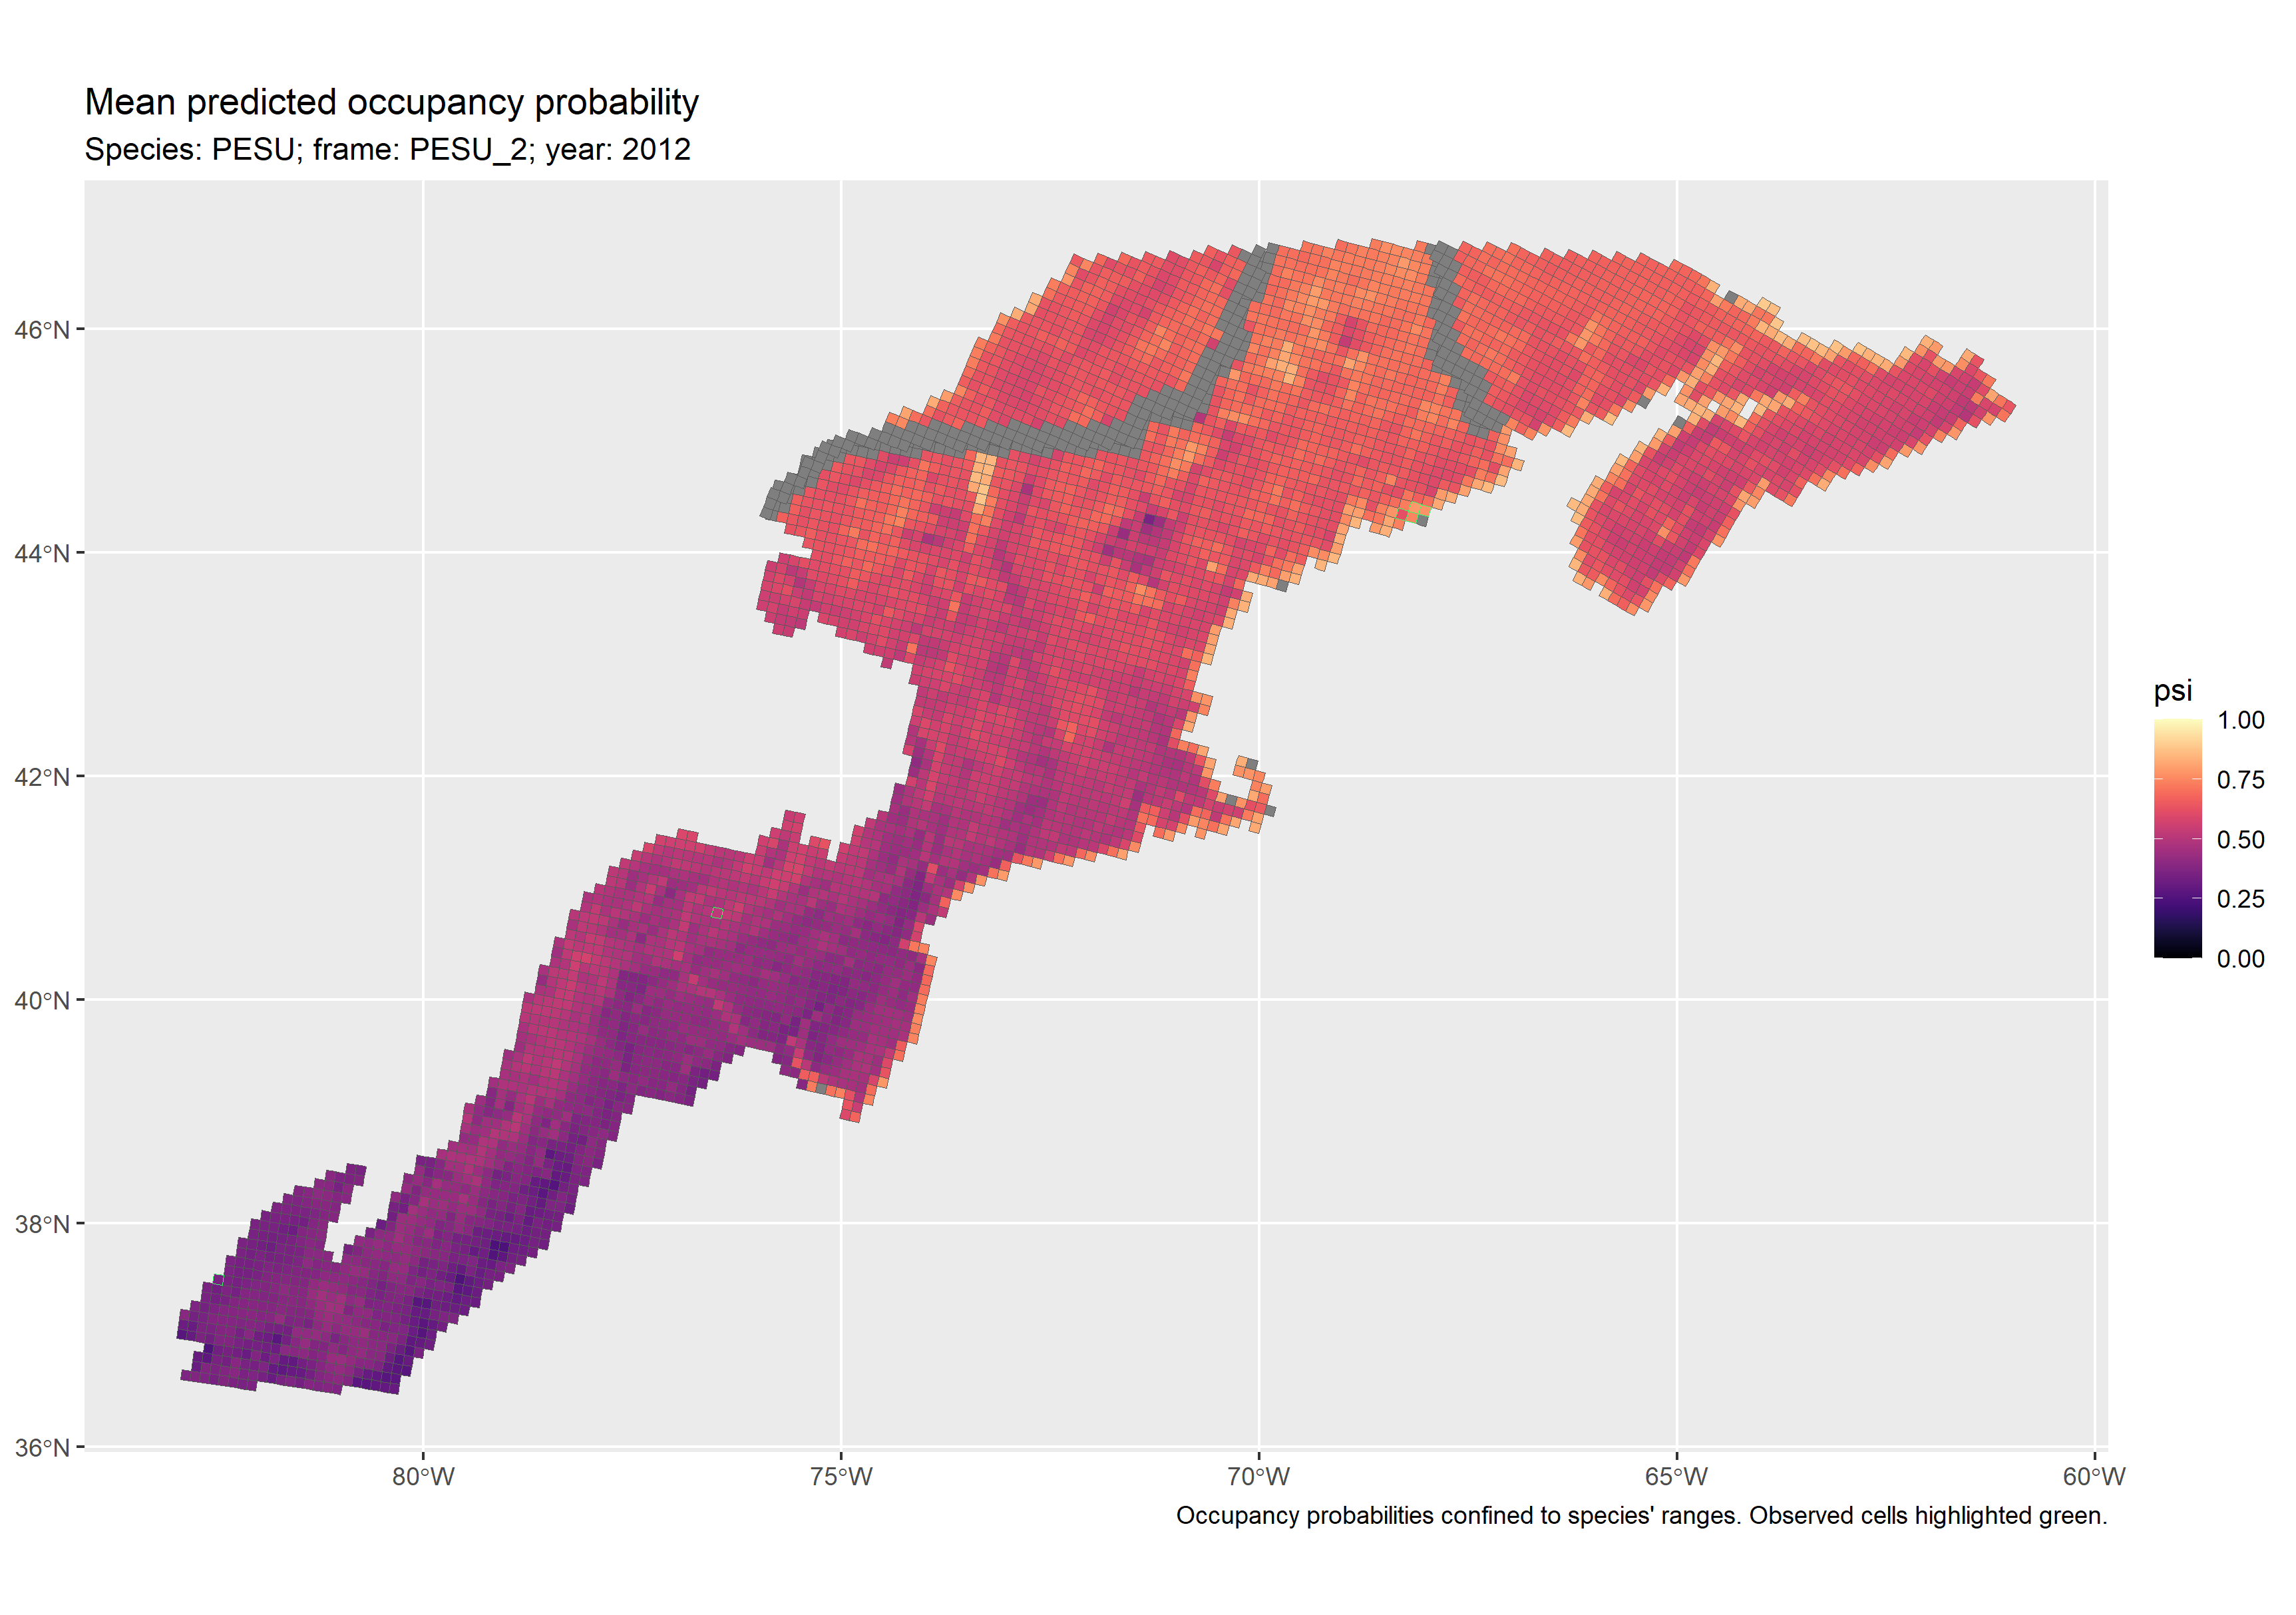 Mean predicted occupancy probability
Species: PESU; frame: PESU_2; year: 2012
46°N
44°N
42°N
40°N
38°N
36°N
80°W
75°W
70°W
65°W
60°W
psi
1.00
0.75
0.50
0.25
0.00
Occupancy probabilities confined to species' ranges. Observed cells highlighted green.